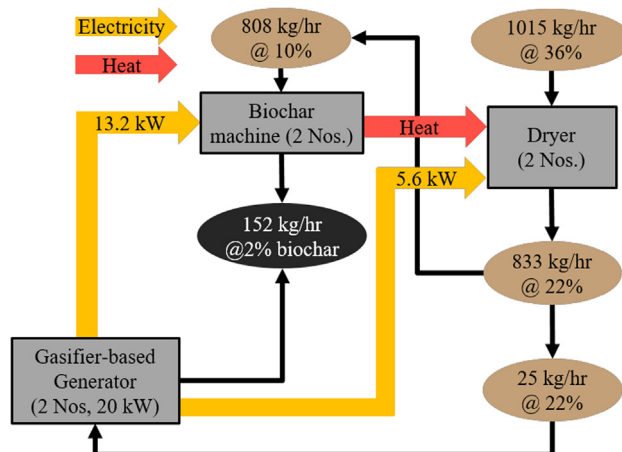 Electricity
Heat
808 kg/hr
@ 10%
1015 kg/hr
@ 36%
13.2 kW
Biochar
machine (2 Nos.)
Heat
Dryer
(2 Nos.)
5.6 kW
152 kg/hr
@2% biochar
833 kg/hr
@ 22%
Gasifier-based
Generator
(2 Nos, 20 kW)
25 kg/hr
@ 22%